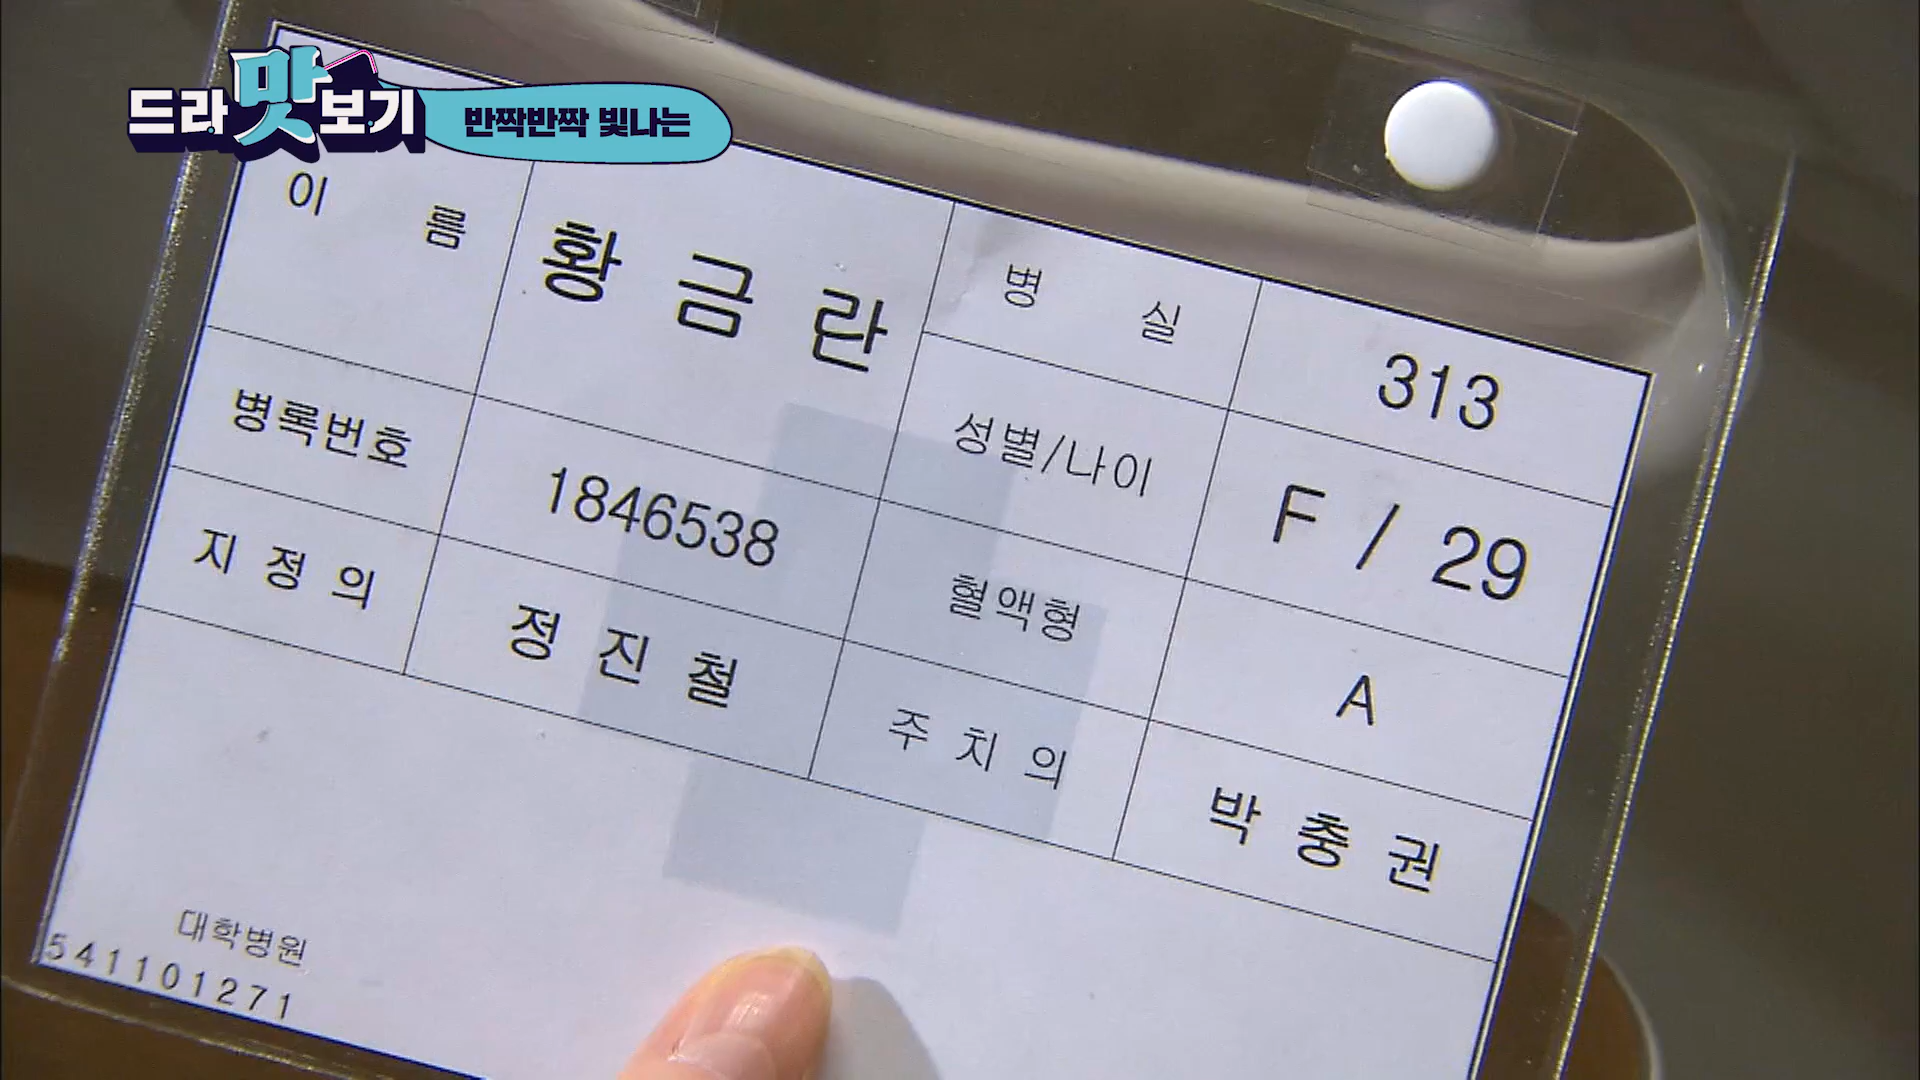 드라맛보기 반짝반짝 빛나는
이 름 황 금 란 병 실 313
성별/나이 F / 29
병록번호 1846538 혈액형 A
지 정 의 정 진 철 주 치 의 박 충 권
대학병원
541101271